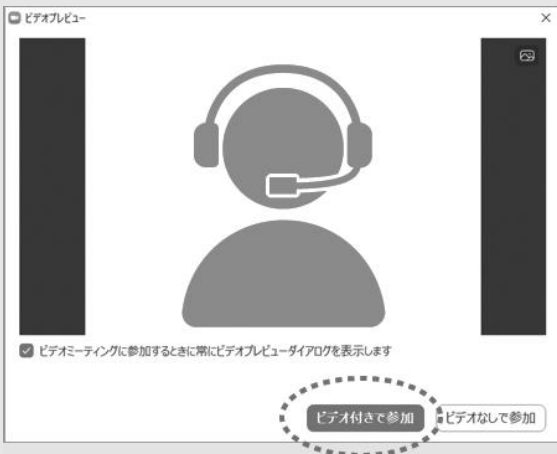 ビデオプレビュー
ビデオミーティングに参加するときに常にビデオプレビューダイアログを表示します
ビデオ付きで参加
ビデオなしで参加